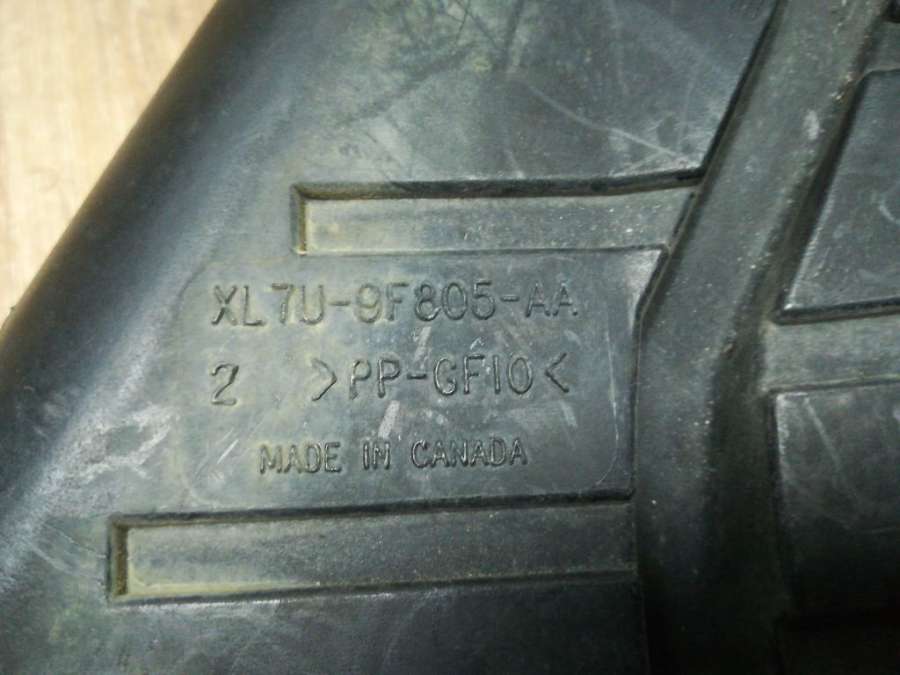 XL7U-9F805-AA
2 >PP-GF10<
MADE IN CANADA